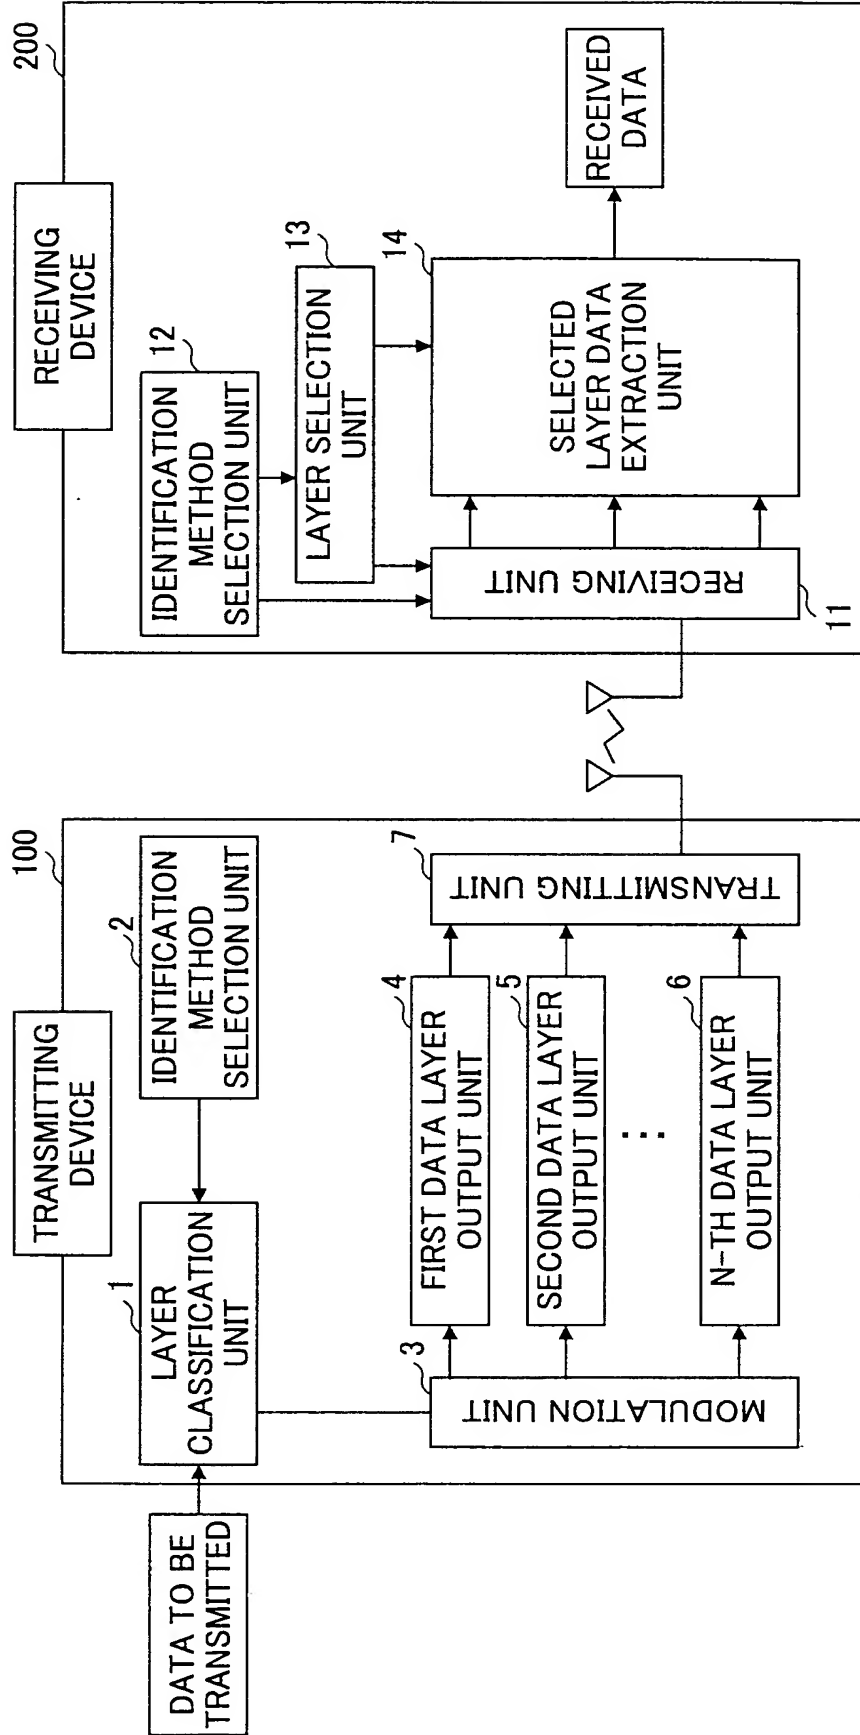 DATA TO BE
TRANSMITTED
TRANSMITTING
DEVICE
100
1
LAYER
CLASSIFICATION
UNIT
2
IDENTIFICATION
METHOD
SELECTION UNIT
3
MODULATION UNIT
4
FIRST DATA LAYER
OUTPUT UNIT
5
SECOND DATA LAYER
OUTPUT UNIT
...
6
N-TH DATA LAYER
OUTPUT UNIT
7
TRANSMITTING UNIT
RECEIVING
DEVICE
200
12
IDENTIFICATION
METHOD
SELECTION UNIT
13
LAYER SELECTION
UNIT
RECEIVING UNIT
11
14
SELECTED
LAYER DATA
EXTRACTION
UNIT
RECEIVED
DATA